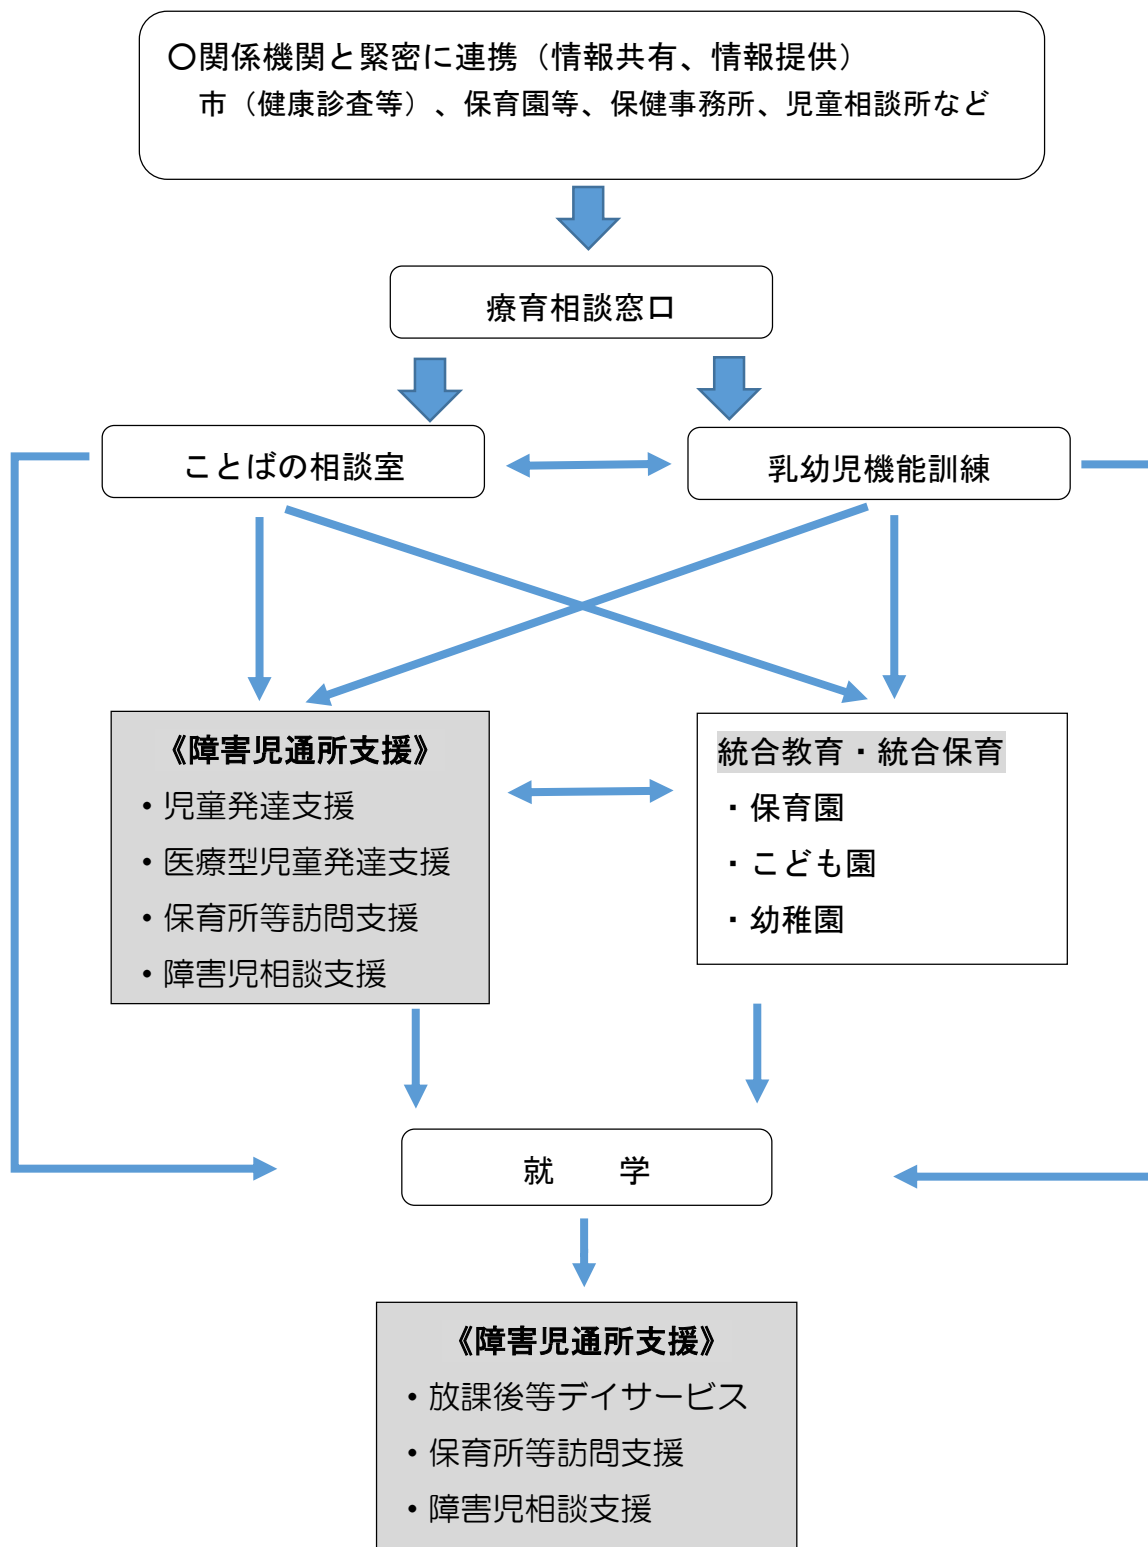 〇関係機関と緊密に連携（情報共有、情報提供）
市（健康診査等）、保育園等、保健事務所、児童相談所など
療育相談窓口
ことばの相談室
乳幼児機能訓練
《障害児通所支援》
・児童発達支援
・医療型児童発達支援
・保育所等訪問支援
・障害児相談支援
統合教育・統合保育
・保育園
・こども園
・幼稚園
就　　学
《障害児通所支援》
・放課後等デイサービス
・保育所等訪問支援
・障害児相談支援